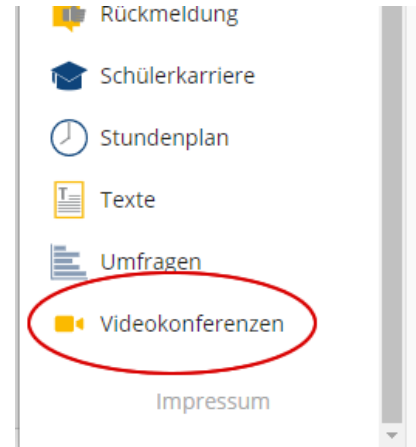 Rückmeldung
Schülerkarriere
Stundenplan
Texte
Umfragen
Videokonferenzen
Impressum